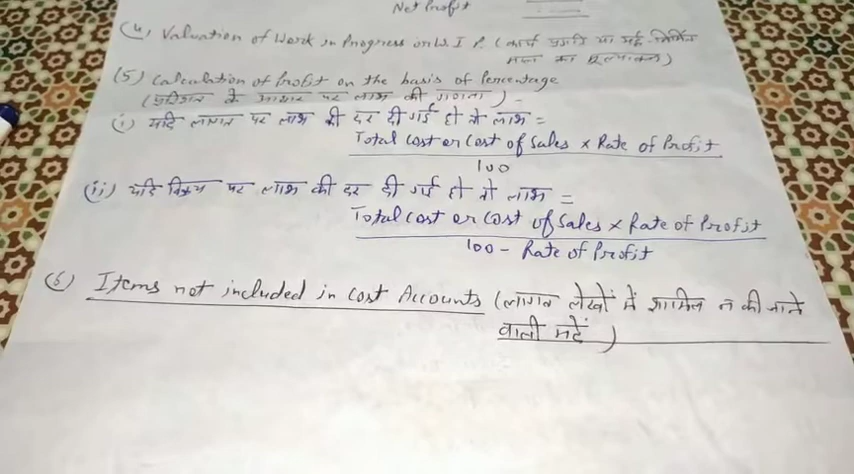 Net Profit
(4) Valuation of Work in Progress or W.I.P. (कार्य प्रगति या अर्द्ध-निर्मित
माल का मूल्यांकन)
(5) Calculation of Profit on the basis of Percentage
(प्रतिशत के आधार पर लाभ की गणना) -
(i) यदि लागत पर लाभ की दर दी गई हो तो लाभ =
Total Cost or Cost of Sales × Rate of Profit
100
(ii) यदि विक्रय पर लाभ की दर दी गई हो तो लाभ =
Total Cost or Cost of Sales × Rate of Profit
100 - Rate of Profit
(6) Items not included in Cost Accounts (लागत लेखों में शामिल न की जाने
वाली मदें)